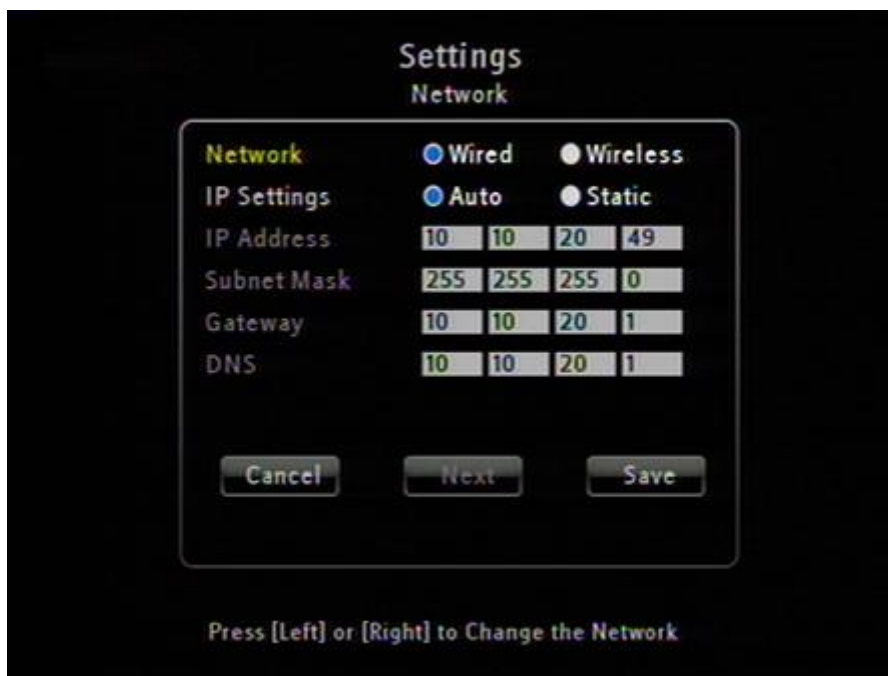 Settings
Network
Network Wired Wireless
IP Settings Auto Static
IP Address 10 10 20 49
Subnet Mask 255 255 255 0
Gateway 10 10 20 1
DNS 10 10 20 1
Cancel Next Save
Press [Left] or [Right] to Change the Network